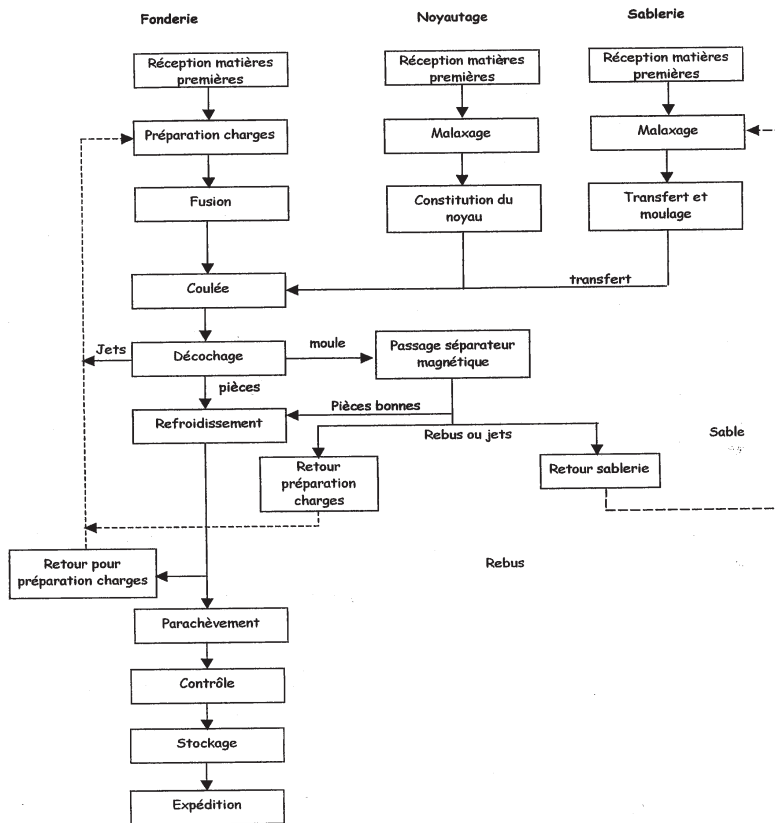 Fonderie
Noyautage
Sablerie
Réception matières
premières
Réception matières
premières
Réception matières
premières
Préparation charges
Malaxage
Malaxage
Fusion
Constitution du
noyau
Transfert et
moulage
transfert
Coulée
Jets
Décochage
moule
Passage séparateur
magnétique
pièces
Pièces bonnes
Refroidissement
Rebus ou jets
Sable
Retour
préparation
charges
Retour sablerie
Retour pour
préparation charges
Rebus
Parachèvement
Contrôle
Stockage
Expédition